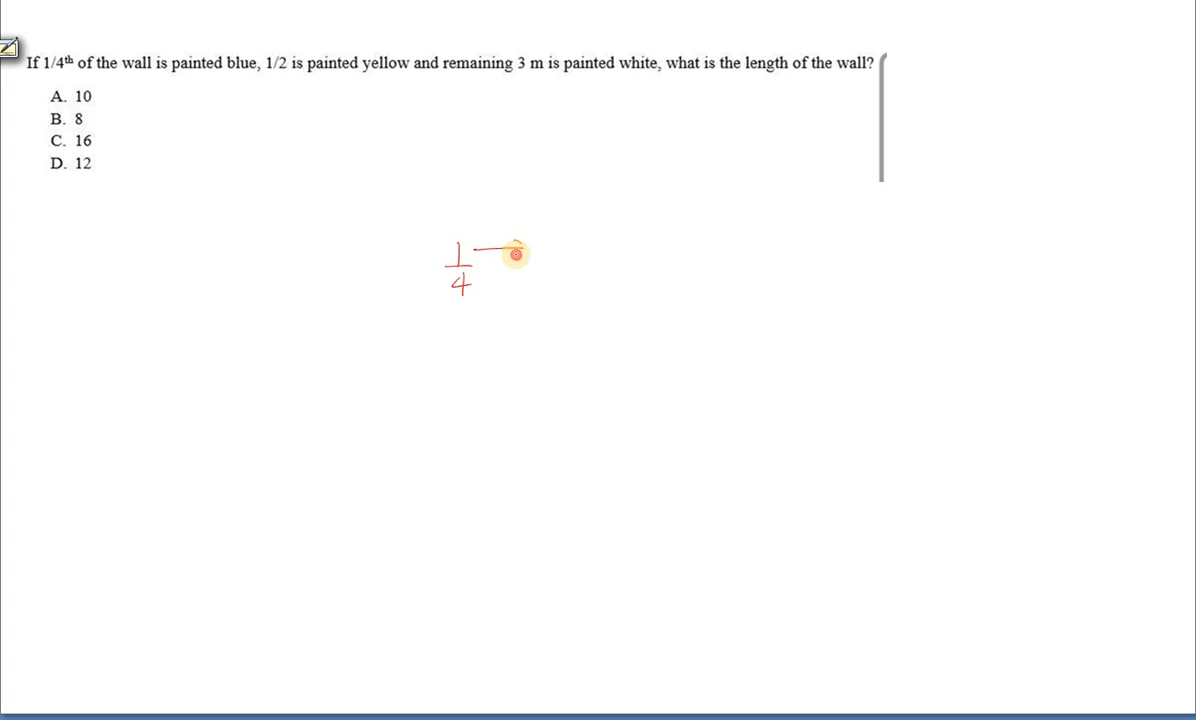 If 1/4th of the wall is painted blue, 1/2 is painted yellow and remaining 3 m is painted white, what is the length of the wall?
A. 10
B. 8
C. 16
D. 12
1
4